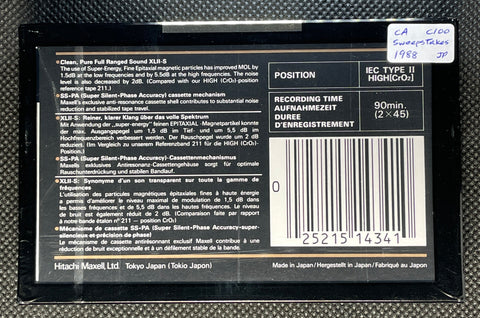 CA C100
Sweepstakes
1988 JP
• Clean, Pure Full Ranged Sound XLII-S
The use of Super-Energy, Fine Epitaxial magnetic particles has improved MOL by
1.5dB at the low frequencies and by 5.5dB at the high frequencies. The noise
level is also decreased by 2dB. (Compared with our HIGH (CrO₂)
reference tape 211.)
• SS-PA (Super Silent-Phase Accuracy) cassette mechanism
Maxell's exclusive anti-resonance cassette shell contributes to substantial noise
reduction and stabilized tape travel.
• XLII-S: Reiner, klarer Klang über das volle Spektrum
Mit Anwendung der „super-energy" feinen EPITAXIAL-Magnetpartikel konnte
der max. Ausgangspegel um 1,5 dB im Tief- und um 5,5 dB im
Hochfrequenzbereich verbessert werden. Der Rauschpegel wurde um 2 dB
reduziert. (Im Vergleich zu unserem Referenzband 211 für die HIGH (CrO₂)-
Position.)
• SS-PA (Super Silent-Phase Accuracy)-Cassettenmechanismus
Maxells exklusives Antiresonanz-Cassettengehäuse sorgt für optimale
Rauschunterdrückung und stabilen Bandlauf.
• XLII-S: Synonyme d'un son transparent sur toute la gamme de
fréquences
L'utilisation des particules magnétiques épitaxiales fines à haute énergie
a permis d'améliorer le niveau maximal de modulation de 1,5 dB dans
les basses fréquences et de 5,5 dB dans les hautes fréquences. Le niveau
de bruit est également réduit de 2 dB. (Comparaison faite par rapport
à notre bande étalon n° 211 — position CrO₂)
• Mécanisme de cassette SS-PA (Super Silent-Phase Accuracy-super-
silencieux et précision de phase)
Le mécanisme de cassette antirésonnant exclusif Maxell contribue à une
réduction de bruit exceptionnelle et à un défilement stable de la bande.
Hitachi Maxell, Ltd. Tokyo Japan (Tokio Japon)
POSITION
IEC TYPE II
HIGH(CrO₂)
RECORDING TIME
AUFNAHMEZEIT
DUREE
D'ENREGISTREMENT
90min.
(2×45)
0
25215 14341
Made in Japan / Hergestellt in Japan / Fabriqué au Japon